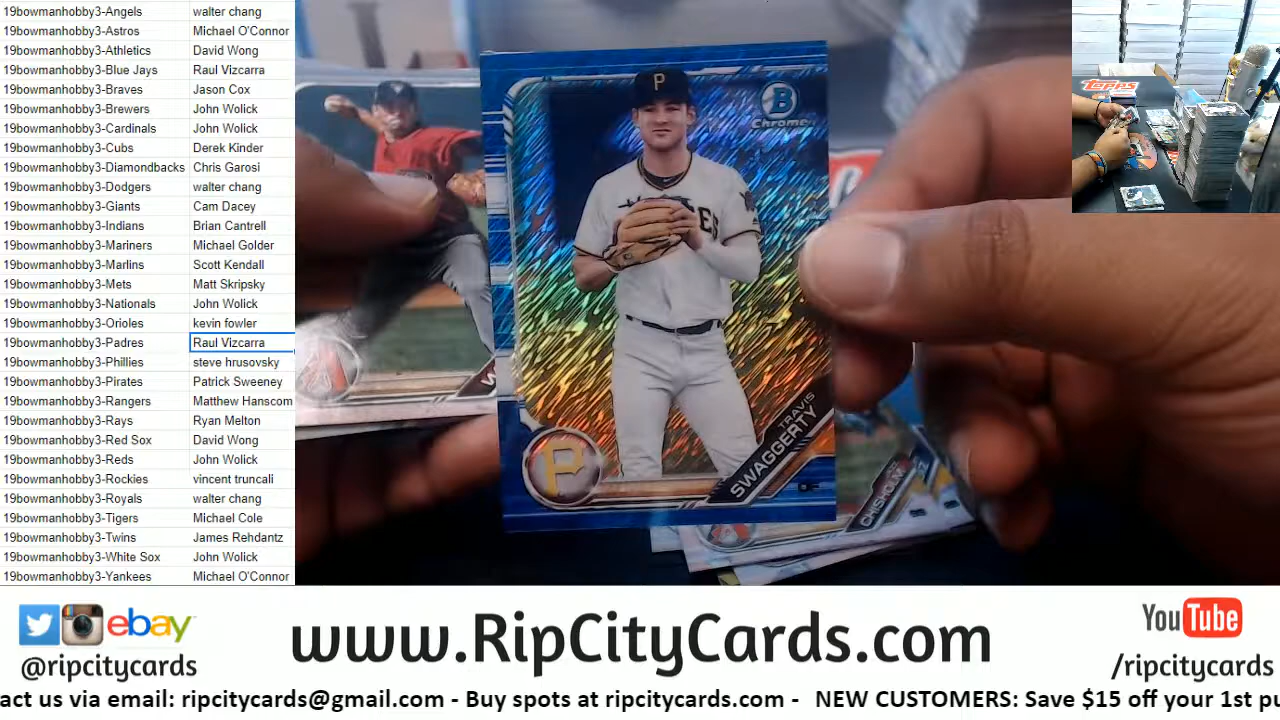 19bowmanhobby3-Angels walter chang
19bowmanhobby3-Astros Michael O'Connor
19bowmanhobby3-Athletics David Wong
19bowmanhobby3-Blue Jays Raul Vizcarra
19bowmanhobby3-Braves Jason Cox
19bowmanhobby3-Brewers John Wolick
19bowmanhobby3-Cardinals John Wolick
19bowmanhobby3-Cubs Derek Kinder
19bowmanhobby3-Diamondbacks Chris Garosi
19bowmanhobby3-Dodgers walter chang
19bowmanhobby3-Giants Cam Dacey
19bowmanhobby3-Indians Brian Cantrell
19bowmanhobby3-Mariners Michael Golder
19bowmanhobby3-Marlins Scott Kendall
19bowmanhobby3-Mets Matt Skripsky
19bowmanhobby3-Nationals John Wolick
19bowmanhobby3-Orioles kevin fowler
19bowmanhobby3-Padres Raul Vizcarra
19bowmanhobby3-Phillies steve hrusovsky
19bowmanhobby3-Pirates Patrick Sweeney
19bowmanhobby3-Rangers Matthew Hanscom
19bowmanhobby3-Rays Ryan Melton
19bowmanhobby3-Red Sox David Wong
19bowmanhobby3-Reds John Wolick
19bowmanhobby3-Rockies vincent truncali
19bowmanhobby3-Royals walter chang
19bowmanhobby3-Tigers Michael Cole
19bowmanhobby3-Twins James Rehdantz
19bowmanhobby3-White Sox John Wolick
19bowmanhobby3-Yankees Michael O'Connor
P
B
Chrome
P
TRAVIS
SWAGGERTY
Topps
ebay
@ripcitycards
www.RipCityCards.com
YouTube
/ripcitycards
act us via email: ripcitycards@gmail.com - Buy spots at ripcitycards.com - NEW CUSTOMERS: Save $15 off your 1st pu